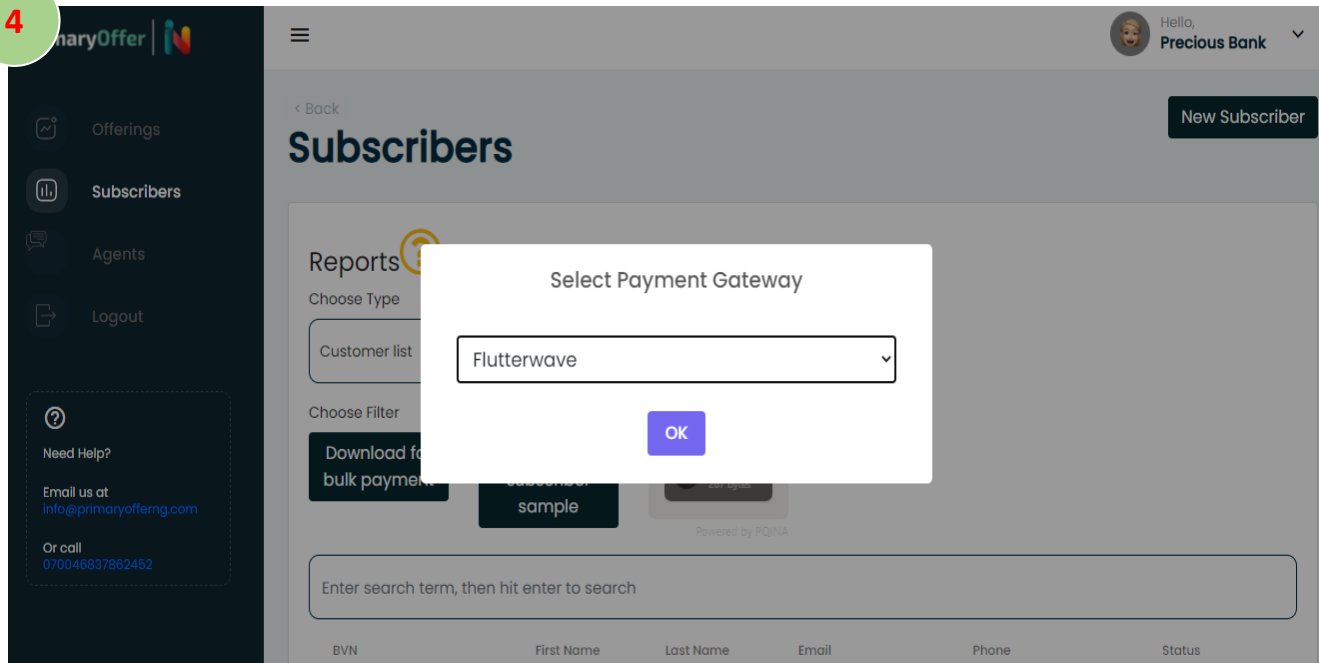 4
maryOffer
Hello,
Precious Bank
< Back
Subscribers
New Subscriber
Offerings
Subscribers
Agents
Logout
Need Help?
Email us at
info@primaryofferng.com
Or call
070046837862452
Reports
Choose Type
Customer list
Select Payment Gateway
Flutterwave
OK
Choose Filter
Download fo
bulk payment
subscriber
sample
267 bytes
Powered by PQINA
Enter search term, then hit enter to search
BVN First Name Last Name Email Phone Status